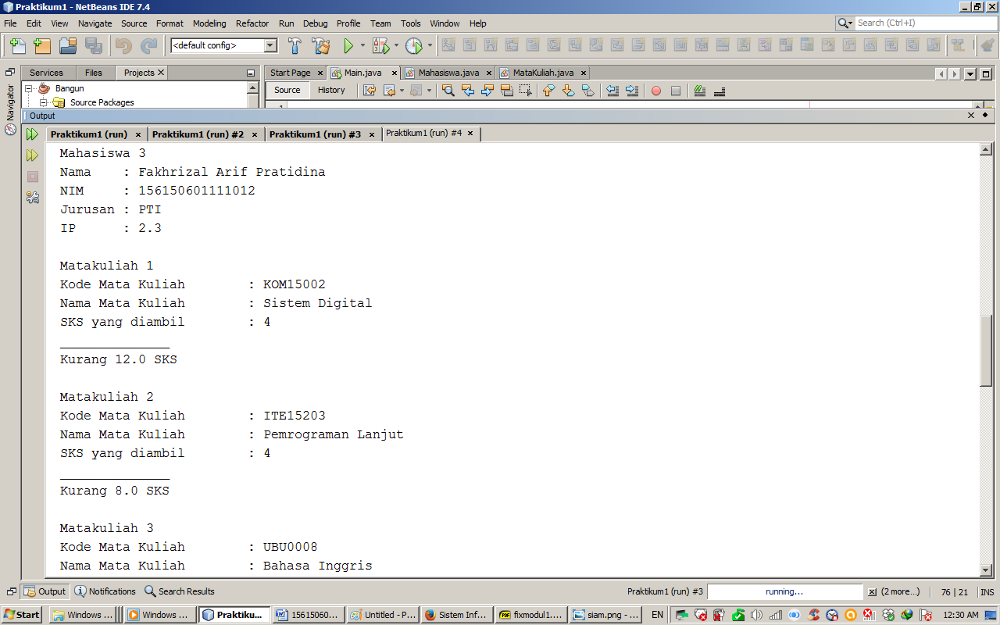 Praktikum1 - NetBeans IDE 7.4
File Edit View Navigate Source Format Modeling Refactor Run Debug Profile Team Tools Window Help
Search (Ctrl+I)
<default config>
Services Files Projects
Start Page Main.java Mahasiswa.java MataKuliah.java
Navigator
Bangun
Source Packages
Source History
1
Output
Praktikum1 (run) Praktikum1 (run) #2 Praktikum1 (run) #3 Praktikum1 (run) #4
Mahasiswa 3
Nama : Fakhrizal Arif Pratidina
NIM : 156150601111012
Jurusan : PTI
IP : 2.3
Matakuliah 1
Kode Mata Kuliah : KOM15002
Nama Mata Kuliah : Sistem Digital
SKS yang diambil : 4
______________
Kurang 12.0 SKS
Matakuliah 2
Kode Mata Kuliah : ITE15203
Nama Mata Kuliah : Pemrograman Lanjut
SKS yang diambil : 4
______________
Kurang 8.0 SKS
Matakuliah 3
Kode Mata Kuliah : UBU0008
Nama Mata Kuliah : Bahasa Inggris
Output Notifications Search Results
Praktikum1 (run) #3 running... (2 more...) 76 | 21 INS
Start Windows ... Windows ... Praktiku... 15615060... Untitled - P... Sistem Inf... fixmodul1.... siam.png - ... EN 12:30 AM